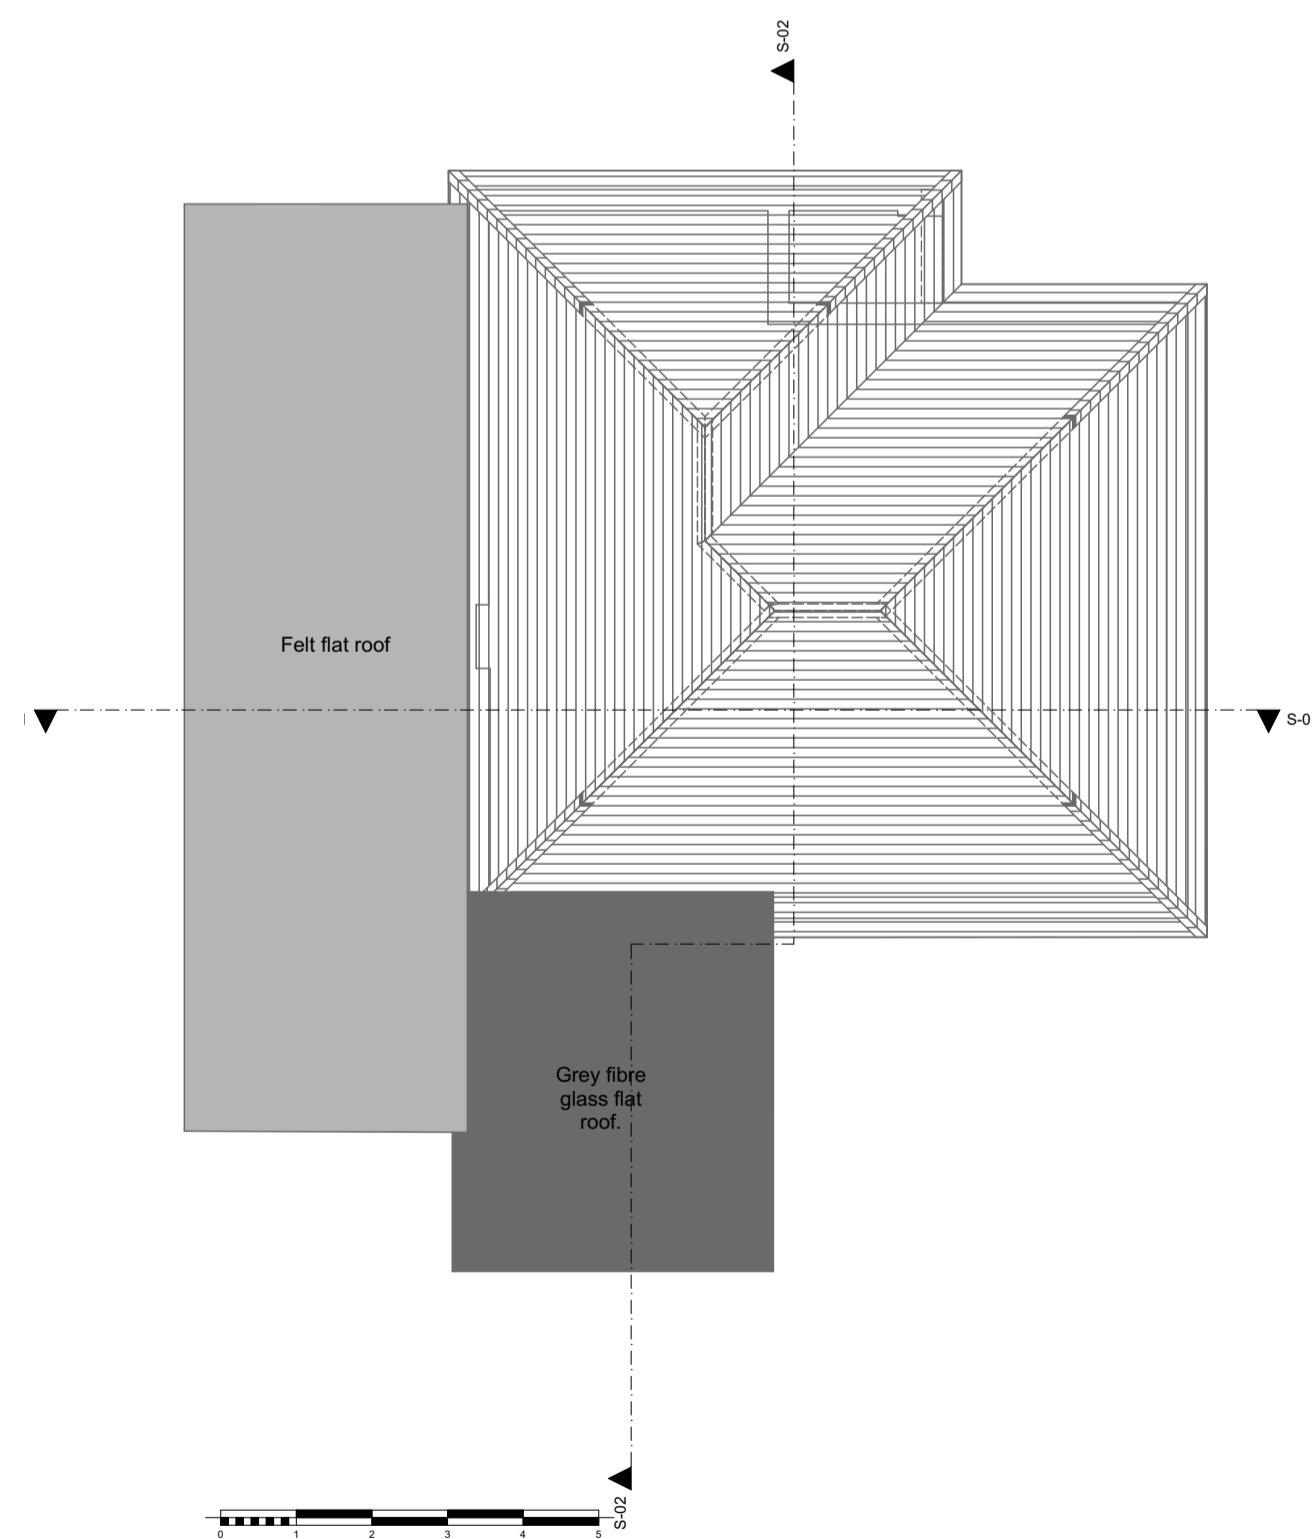 S-02
Felt flat roof
S-0
Grey fibre
glass flat
roof.
S-02
0 1 2 3 4 5